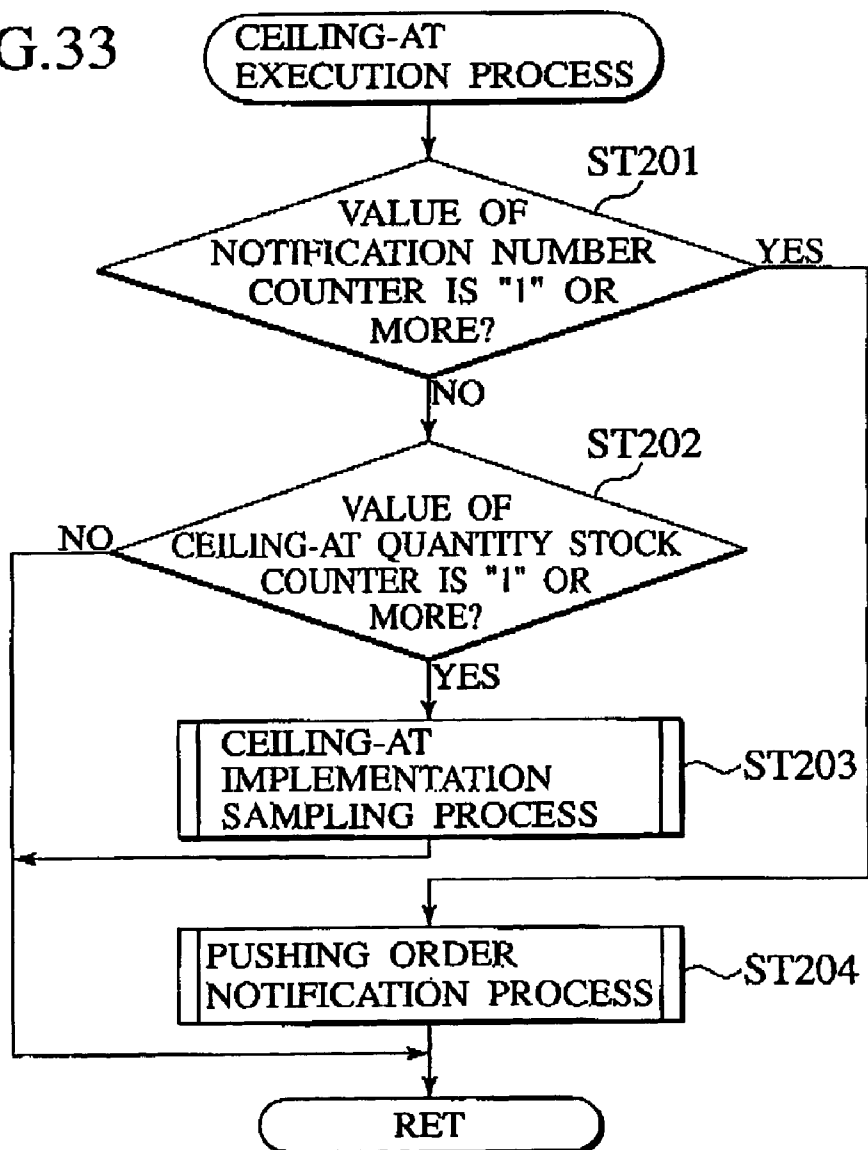 G.33
CEILING-AT
EXECUTION PROCESS
ST201
VALUE OF
NOTIFICATION NUMBER
COUNTER IS "1" OR
MORE?
YES
NO
ST202
VALUE OF
CEILING-AT QUANTITY STOCK
COUNTER IS "1" OR
MORE?
NO
YES
CEILING-AT
IMPLEMENTATION
SAMPLING PROCESS
ST203
PUSHING ORDER
NOTIFICATION PROCESS
ST204
RET